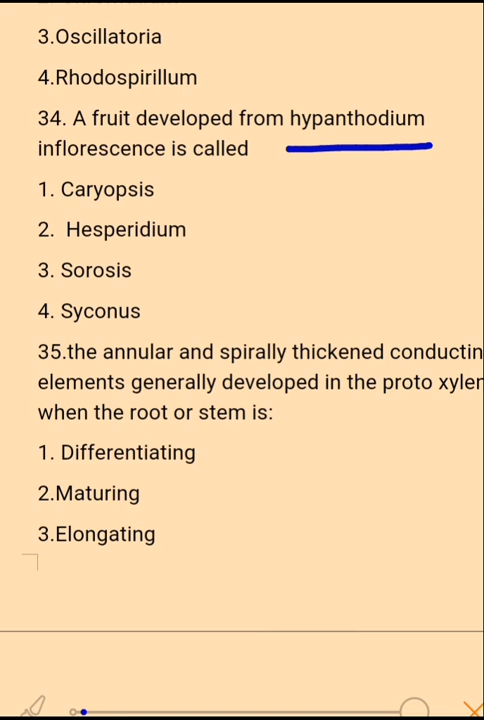 3.Oscillatoria
4.Rhodospirillum
34. A fruit developed from hypanthodium
inflorescence is called
1. Caryopsis
2. Hesperidium
3. Sorosis
4. Syconus
35.the annular and spirally thickened conductin
elements generally developed in the proto xyle
when the root or stem is:
1. Differentiating
2.Maturing
3.Elongating